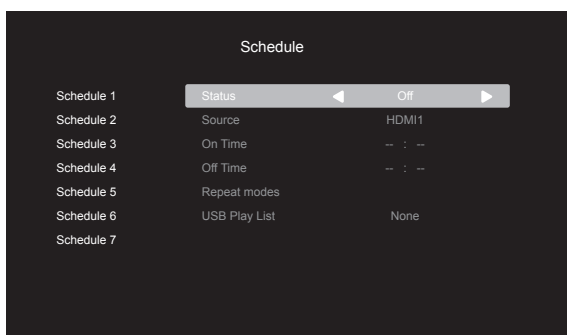 Schedule
Schedule 1 Status Off
Schedule 2 Source HDMI1
Schedule 3 On Time -- : --
Schedule 4 Off Time -- : --
Schedule 5 Repeat modes
Schedule 6 USB Play List None
Schedule 7